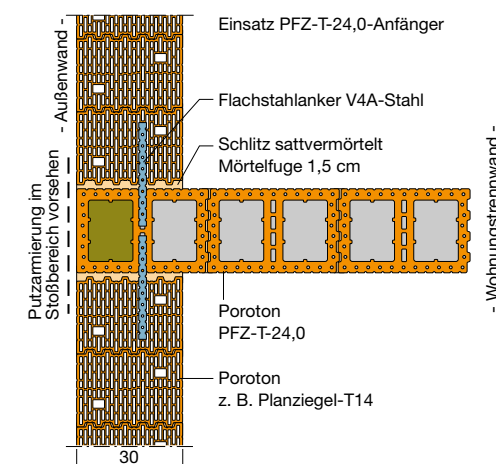 Einsatz PFZ-T-24,0-Anfänger
- Außenwand -
Flachstahlanker V4A-Stahl
Schlitz sattvermörtelt
Mörtelfuge 1,5 cm
Putzarmierung im
Stoßbereich vorsehen
- Wohnungstrennwand -
Poroton
PFZ-T-24,0
Poroton
z. B. Planziegel-T14
30